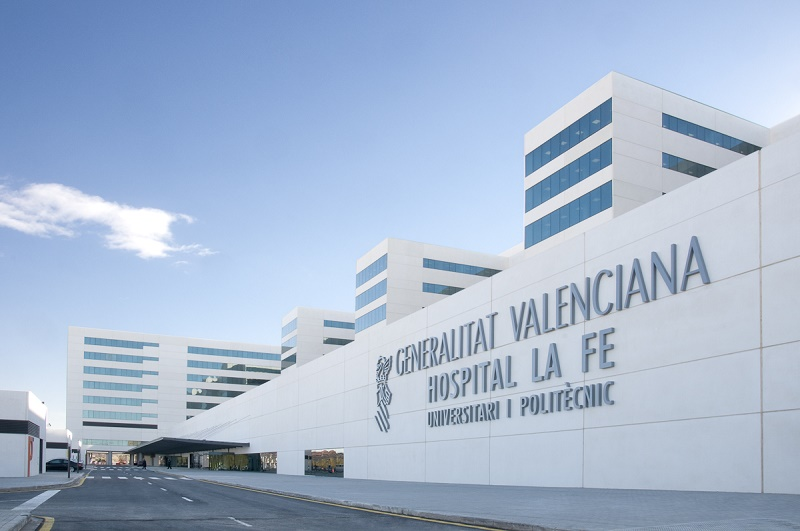 GENERALITAT VALENCIANA
HOSPITAL LA FE
UNIVERSITARI I POLITÈCNIC